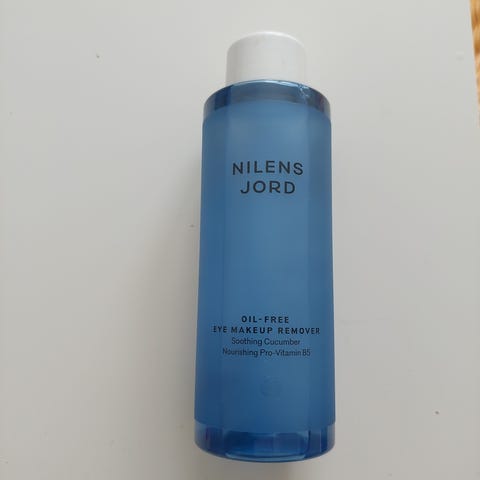 NILENS
JORD
OIL-FREE
EYE MAKEUP REMOVER
Soothing Cucumber
Nourishing Pro-Vitamin B5